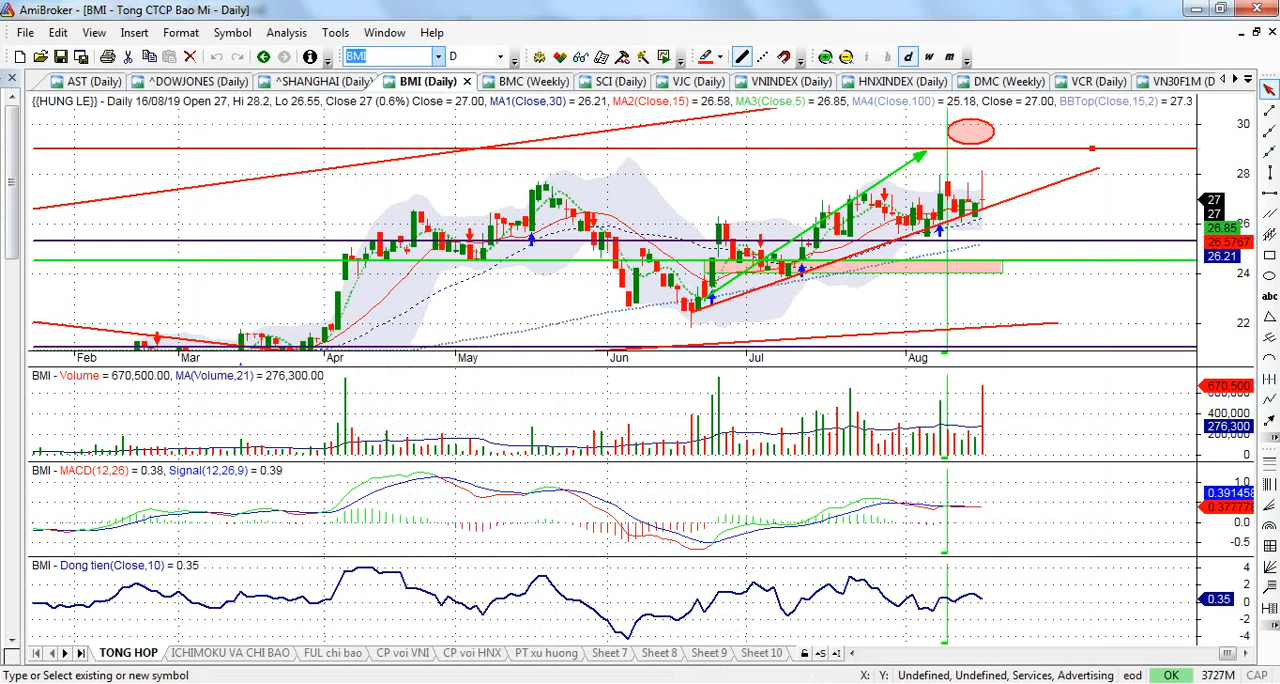 AmiBroker - [BMI - Tong CTCP Bao Mi - Daily]
File Edit View Insert Format Symbol Analysis Tools Window Help
BMI D i h d w m
AST (Daily) ^DOWJONES (Daily) ^SHANGHAI (Daily) BMI (Daily) BMC (Weekly) SCI (Daily) VJC (Daily) VNINDEX (Daily) HNXINDEX (Daily) DMC (Weekly) VCR (Daily) VN30F1M (D
{{HUNG LE}} - Daily 16/08/19 Open 27, Hi 28.2, Lo 26.55, Close 27 (0.6%) Close = 27.00, MA1(Close,30) = 26.21, MA2(Close,15) = 26.58, MA3(Close,5) = 26.85, MA4(Close,100) = 25.18, Close = 27.00, BBTop(Close,15,2) = 27.3
30
28
27
27
26
26.85
26.5767
26.21
24
22
Feb Mar Apr May Jun Jul Aug
BMI - Volume = 670,500.00, MA(Volume,21) = 276,300.00
670,500
600,000
400,000
276,300
200,000
0
BMI - MACD(12,26) = 0.38, Signal(12,26,9) = 0.39
1.0
0.391458
0.377778
0.0
-0.5
BMI - Dong tien(Close,10) = 0.35
4
2
0.35
0
-2
-4
abc
TONG HOP ICHIMOKU VA CHI BAO FUL chi bao CP voi VNI CP voi HNX PT xu huong Sheet 7 Sheet 8 Sheet 9 Sheet 10
Type or Select existing or new symbol X: Y: Undefined, Undefined, Services, Advertising eod OK 3727M CAP